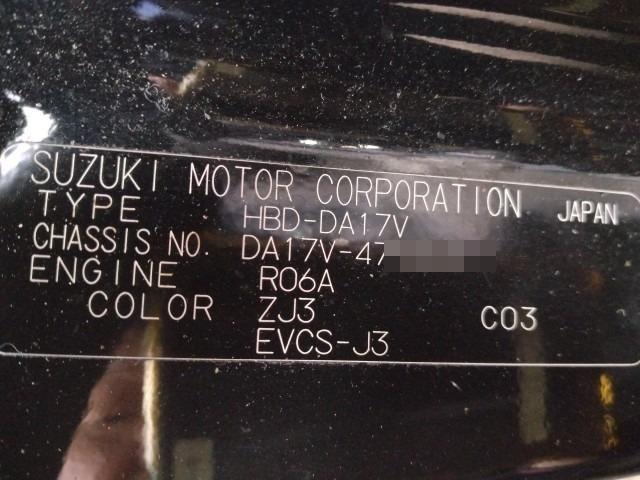 SUZUKI MOTOR CORPORATION JAPAN
TYPE HBD-DA17V
CHASSIS NO. DA17V-47
ENGINE R06A
COLOR ZJ3 C03
EVCS-J3